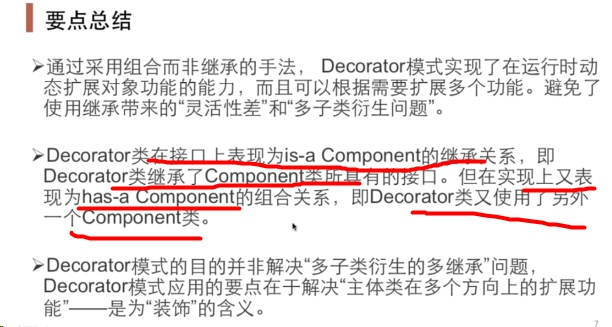 要点总结
➢通过采用组合而非继承的手法， Decorator模式实现了在运行时动
态扩展对象功能的能力，而且可以根据需要扩展多个功能。避免了
使用继承带来的“灵活性差”和“多子类衍生问题”。
➢Decorator类在接口上表现为is-a Component的继承关系，即
Decorator类继承了Component类所具有的接口。但在实现上又表
现为has-a Component的组合关系，即Decorator类又使用了另外
一个Component类。
➢Decorator模式的目的并非解决“多子类衍生的多继承”问题，
Decorator模式应用的要点在于解决“主体类在多个方向上的扩展功
能”——是为“装饰”的含义。
7